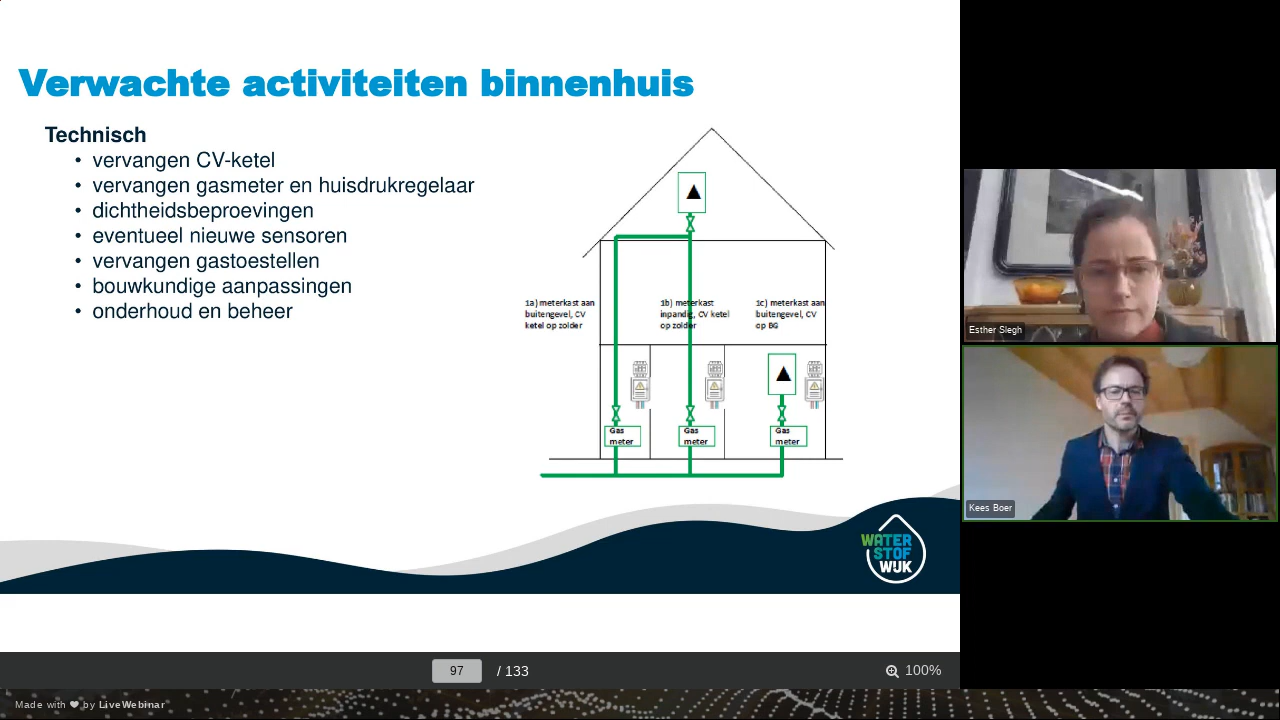 Verwachte activiteiten binnenhuis
Technisch
• vervangen CV-ketel
• vervangen gasmeter en huisdrukregelaar
• dichtheidsbeproevingen
• eventueel nieuwe sensoren
• vervangen gastoestellen
• bouwkundige aanpassingen
• onderhoud en beheer
1a) meterkast aan
buitengevel, CV
ketel op zolder
1b) meterkast
inpandig, CV ketel
op zolder
1c) meterkast aan
buitengevel, CV
op BG
Gas
meter
Gas
meter
Gas
meter
WATER
STOF
WIJK
Esther Slegh
Kees Boer
97 / 133
100%
Made with ❤ by LiveWebinar